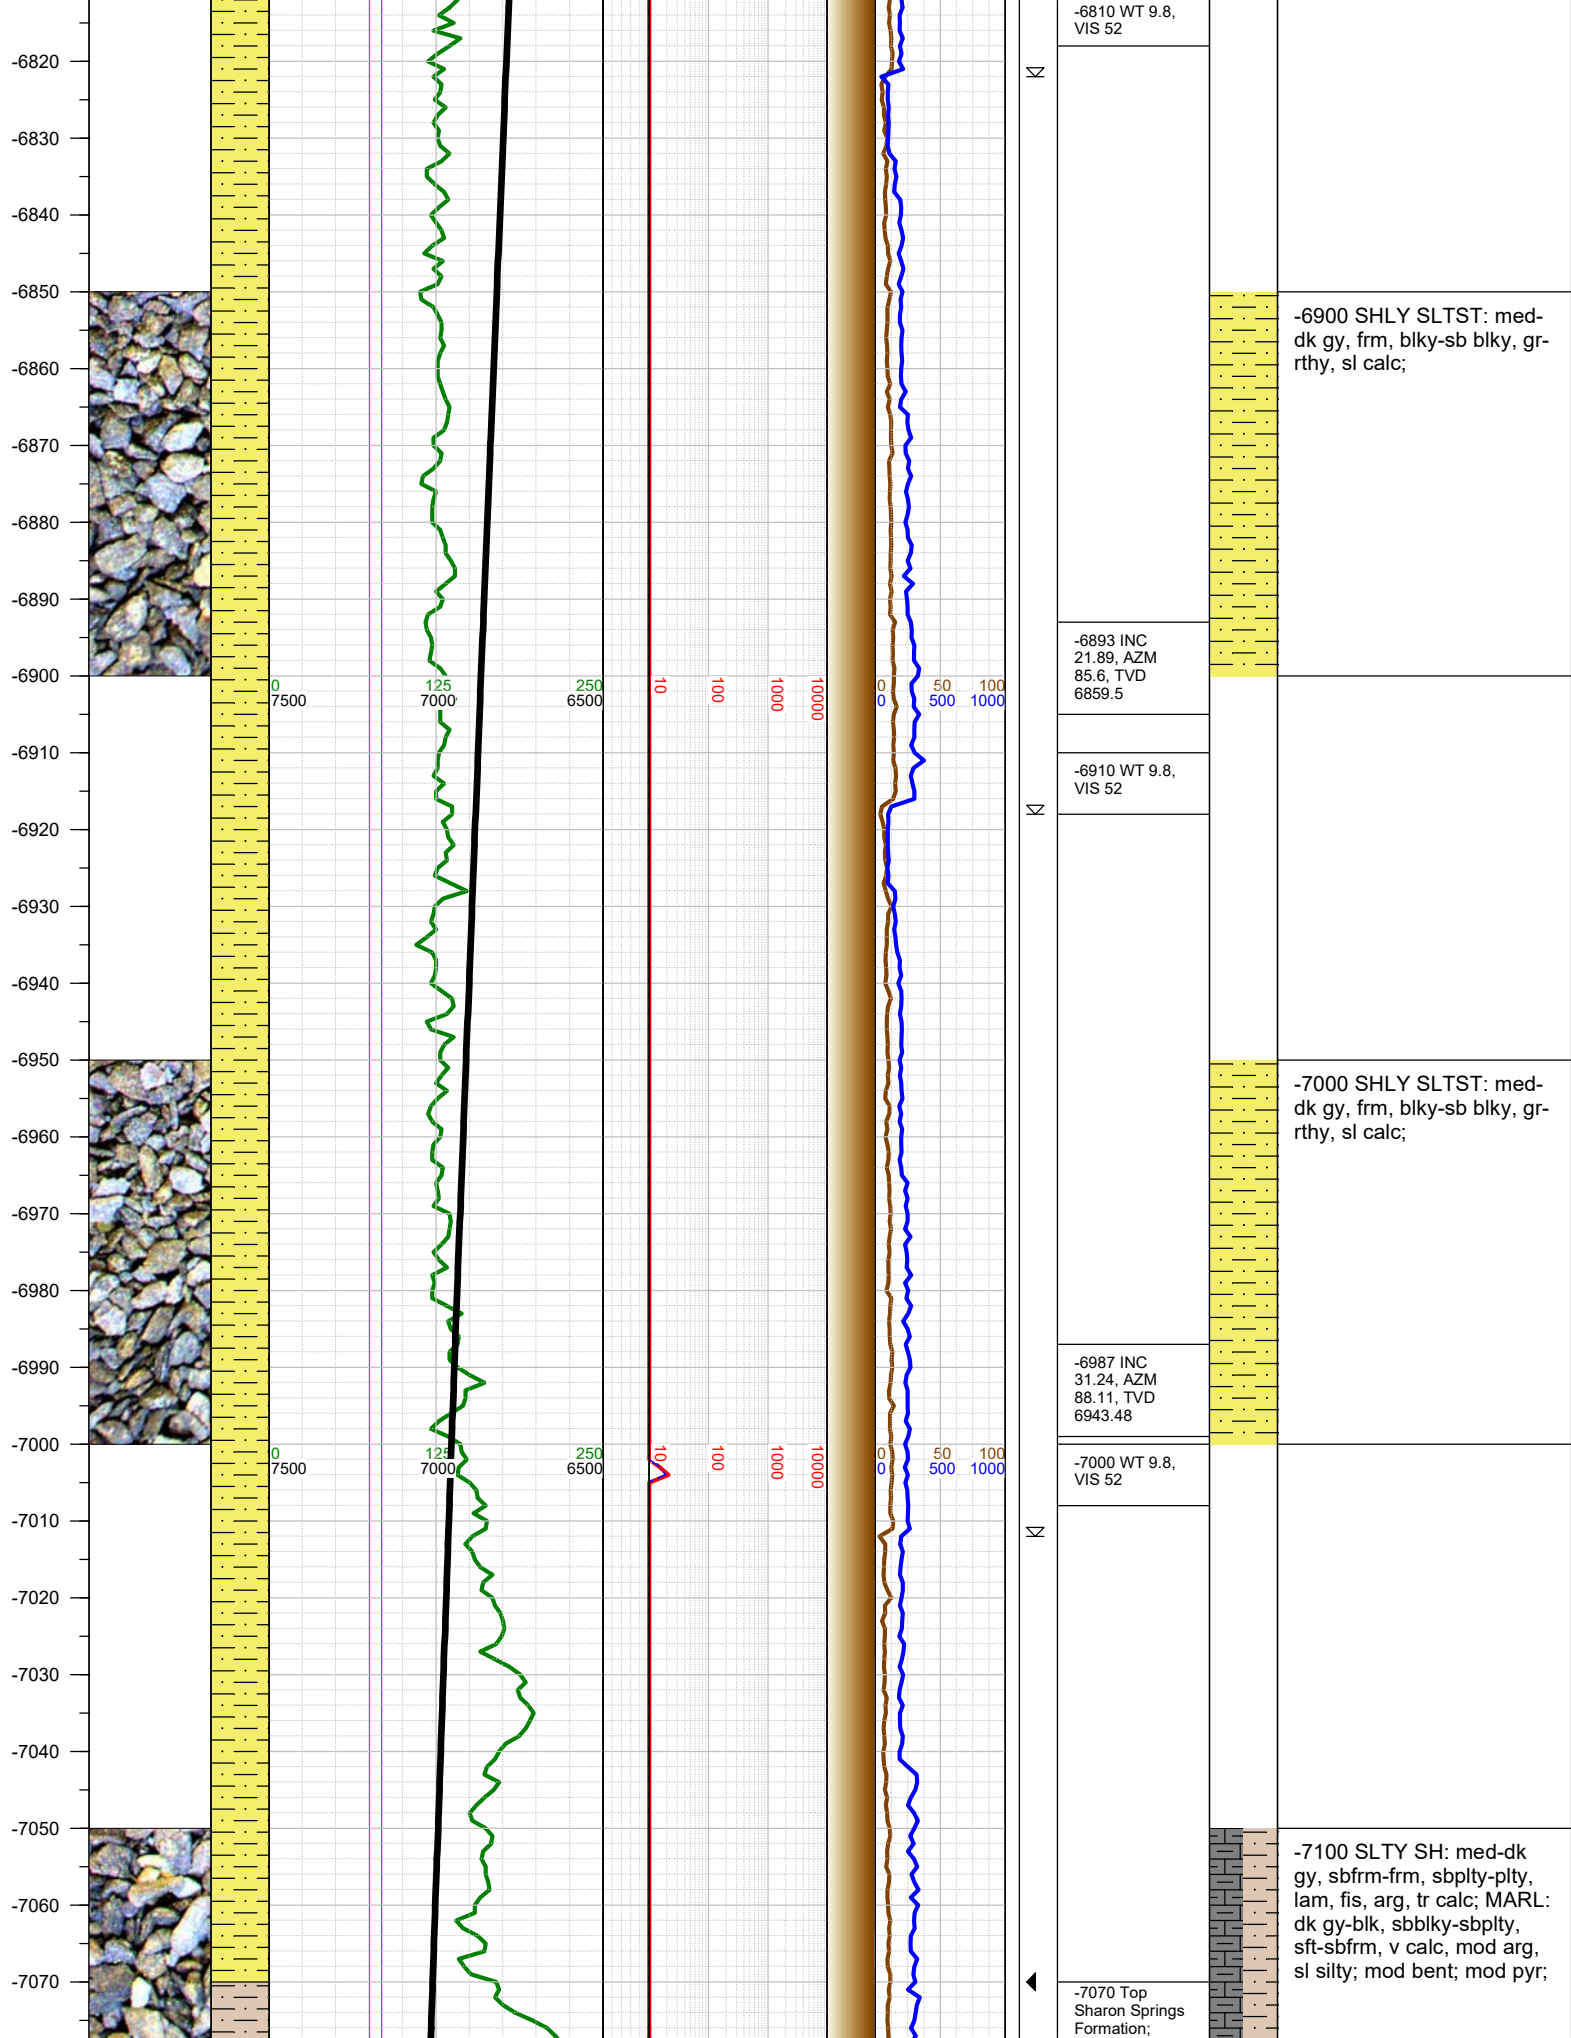 -6810 WT 9.8,
VIS 52
-6820
-6830
-6840
-6850
-6900 SHLY SLTST: med-
dk gy, frm, blky-sb blky, gr-
rthy, sl calc;
-6860
-6870
-6880
-6890
-6893 INC
21.89, AZM
85.6, TVD
6859.5
-6900
0 125 250 10 100 1000 10000 0 50 100
7500 7000 6500 0 500 1000
-6910
-6910 WT 9.8,
VIS 52
-6920
-6930
-6940
-6950
-7000 SHLY SLTST: med-
dk gy, frm, blky-sb blky, gr-
rthy, sl calc;
-6960
-6970
-6980
-6990
-6987 INC
31.24, AZM
88.11, TVD
6943.48
-7000
0 125 250 10 100 1000 10000 0 50 100
7500 7000 6500 0 500 1000
-7000 WT 9.8,
VIS 52
-7010
-7020
-7030
-7040
-7050
-7100 SLTY SH: med-dk
gy, sbfrm-frm, sbplty-plty,
lam, fis, arg, tr calc; MARL:
dk gy-blk, sbblky-sbplty,
sft-sbfrm, v calc, mod arg,
sl silty; mod bent; mod pyr;
-7060
-7070
-7070 Top
Sharon Springs
Formation;